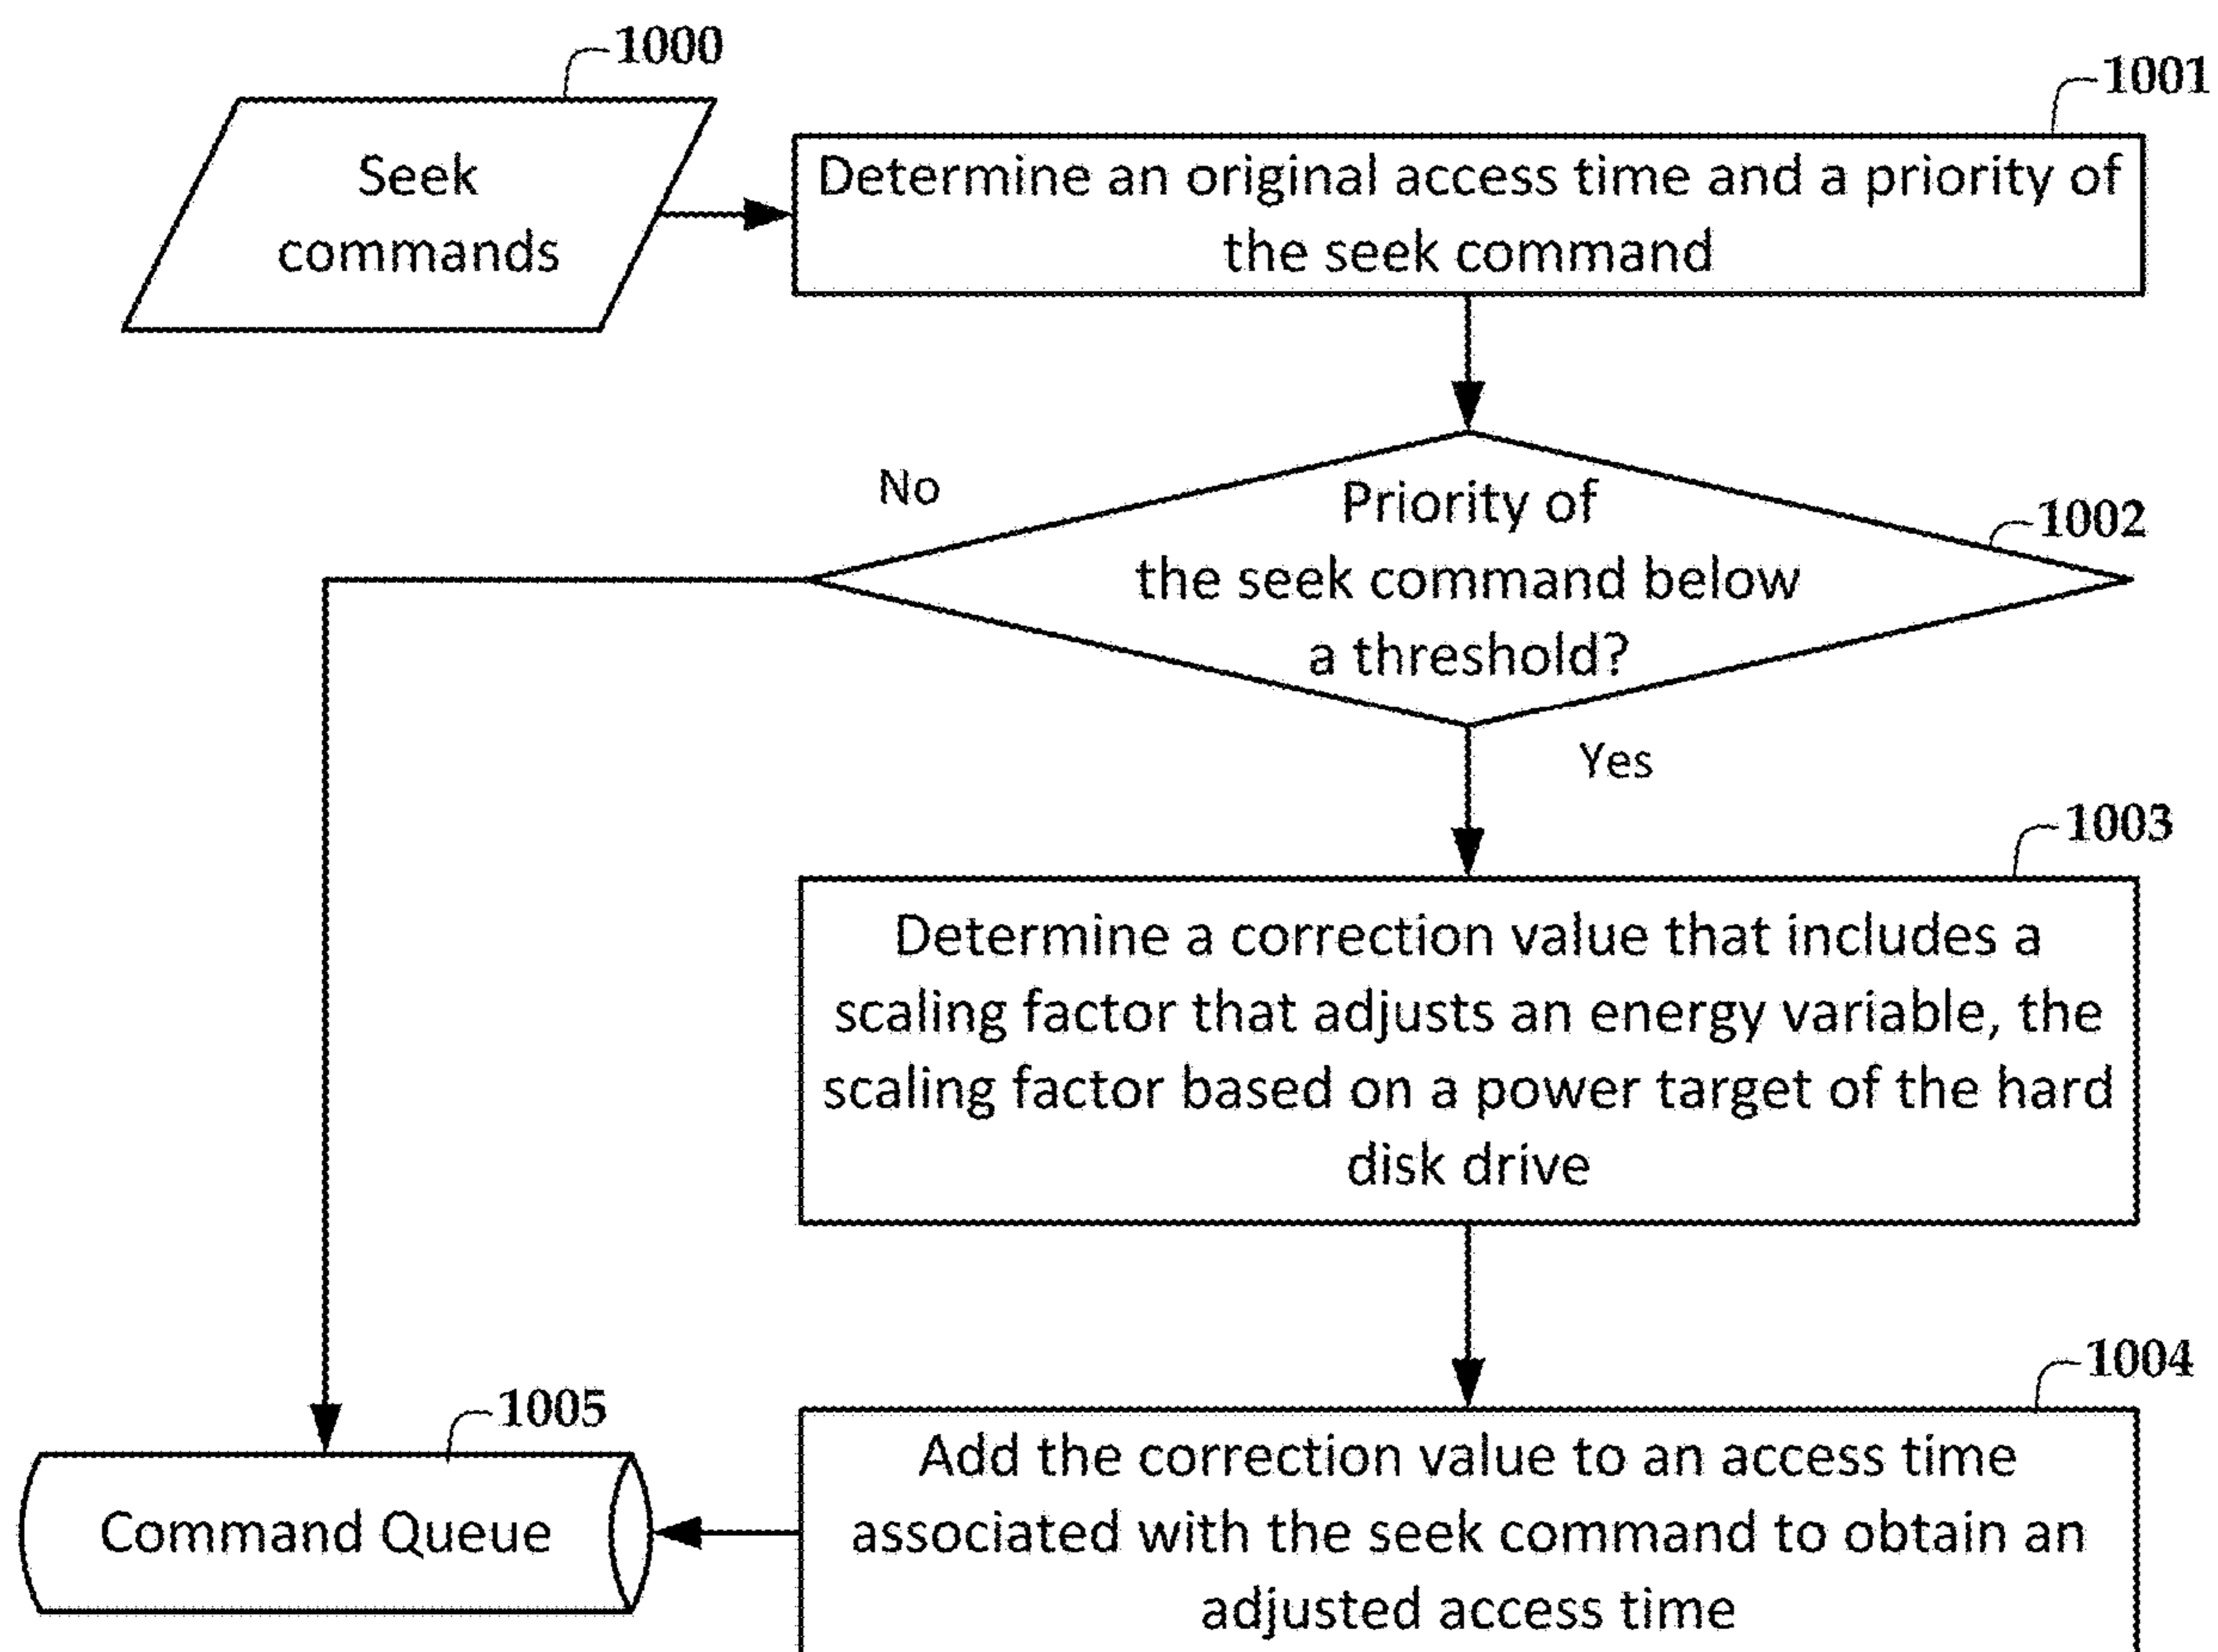 1000
Seek
commands
1001
Determine an original access time and a priority of
the seek command
No
Priority of
the seek command below
a threshold?
1002
Yes
1003
Determine a correction value that includes a
scaling factor that adjusts an energy variable, the
scaling factor based on a power target of the hard
disk drive
1004
Add the correction value to an access time
associated with the seek command to obtain an
adjusted access time
1005
Command Queue